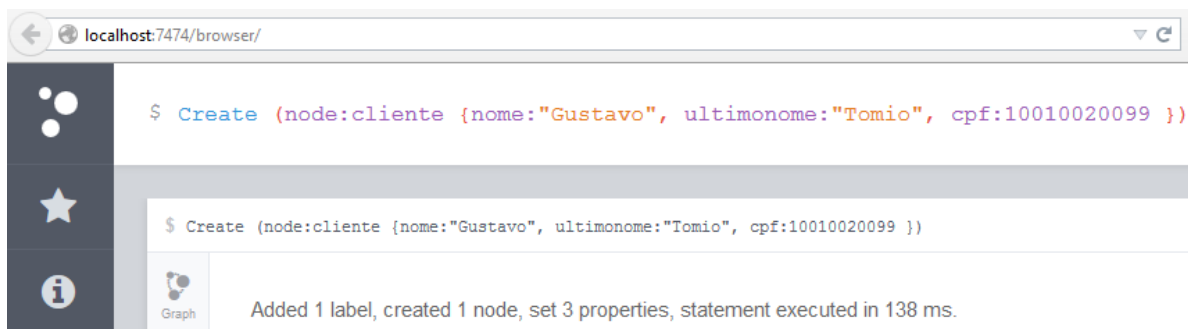 localhost:7474/browser/
$ Create (node:cliente {nome:"Gustavo", ultimonome:"Tomio", cpf:10010020099 })
$ Create (node:cliente {nome:"Gustavo", ultimonome:"Tomio", cpf:10010020099 })
Graph
Added 1 label, created 1 node, set 3 properties, statement executed in 138 ms.